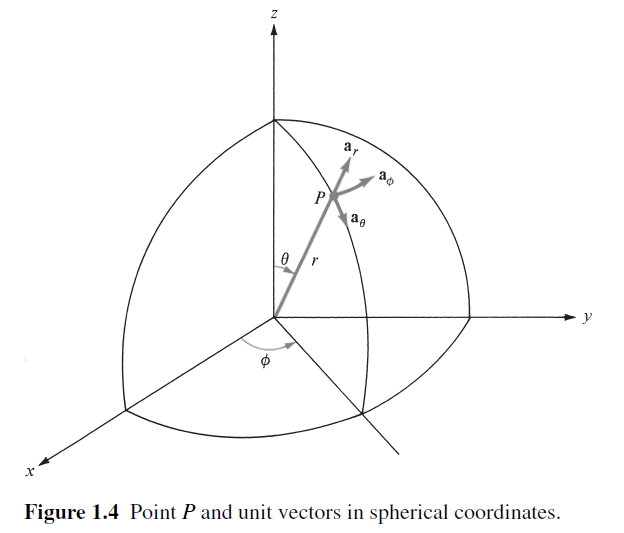 z
a_r
a_ϕ
P
a_θ
θ
r
y
ϕ
x
Figure 1.4 Point P and unit vectors in spherical coordinates.